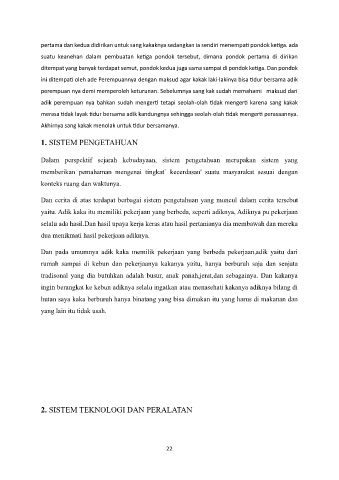 pertama dan kedua didirikan untuk sang kakaknya sedangkan ia sendiri menempati pondok ketiga. ada
suatu keanehan dalam pembuatan ketiga pondok tersebut, dimana pondok pertama di dirikan
ditempat yang banyak terdapat semut, pondok kedua juga sama sampai di pondok ketiga. Dan pondok
ini ditempati oleh ade Perempuannya dengan maksud agar kakak laki-lakinya bisa tidur bersama adik
perempuan nya demi memperoleh keturunan. Sebelumnya sang kak sudah memahami maksud dari
adik perempuan nya bahkan sudah mengerti tetapi seolah-olah tidak mengerti karena sang kakak
merasa tidak layak tidur bersama adik kandungnya sehingga seolah-olah tidak mengerti perasaannya.
Akhirnya sang kakak menolak untuk tidur bersamanya.
1. SISTEM PENGETAHUAN
Dalam perspektif sejarah kebudayaan, sistem pengetahuan merupakan sistem yang
memberikan pemahaman mengenai tingkat' kecerdasan' suatu masyarakat sesuai dengan
konteks ruang dan waktunya.
Dan cerita di atas terdapat berbagai sistem pengetahuan yang muncul dalam cerita tersebut
yaitu. Adik kaka itu memiliki pekerjaan yang berbeda, seperti adiknya, Adiknya pu pekerjaan
selalu ada hasil.Dan hasil upaya kerja keras atau hasil pertanianya dia membawah dan mereka
dua menikmati hasil pekerjaan adiknya.
Dan pada umumnya adik kaka memilik pekerjaan yang berbeda pekerjaan,adik yaitu dari
rumah sampai di kebun dan pekerjaanya kakanya yaitu, hanya berburuh saja dan senjata
tradisonal yang dia butuhkan adalah busur, anak panah,jerat,dan sebagainya. Dan kakanya
ingin berangkat ke kebun adiknya selalu ingatkan atau menasehati kakanya adiknya bilang di
hutan saya kaka berburuh hanya binatang yang bisa dimakan itu yang harus di makanan dan
yang lain itu tidak usah.
2. SISTEM TEKNOLOGI DAN PERALATAN
22